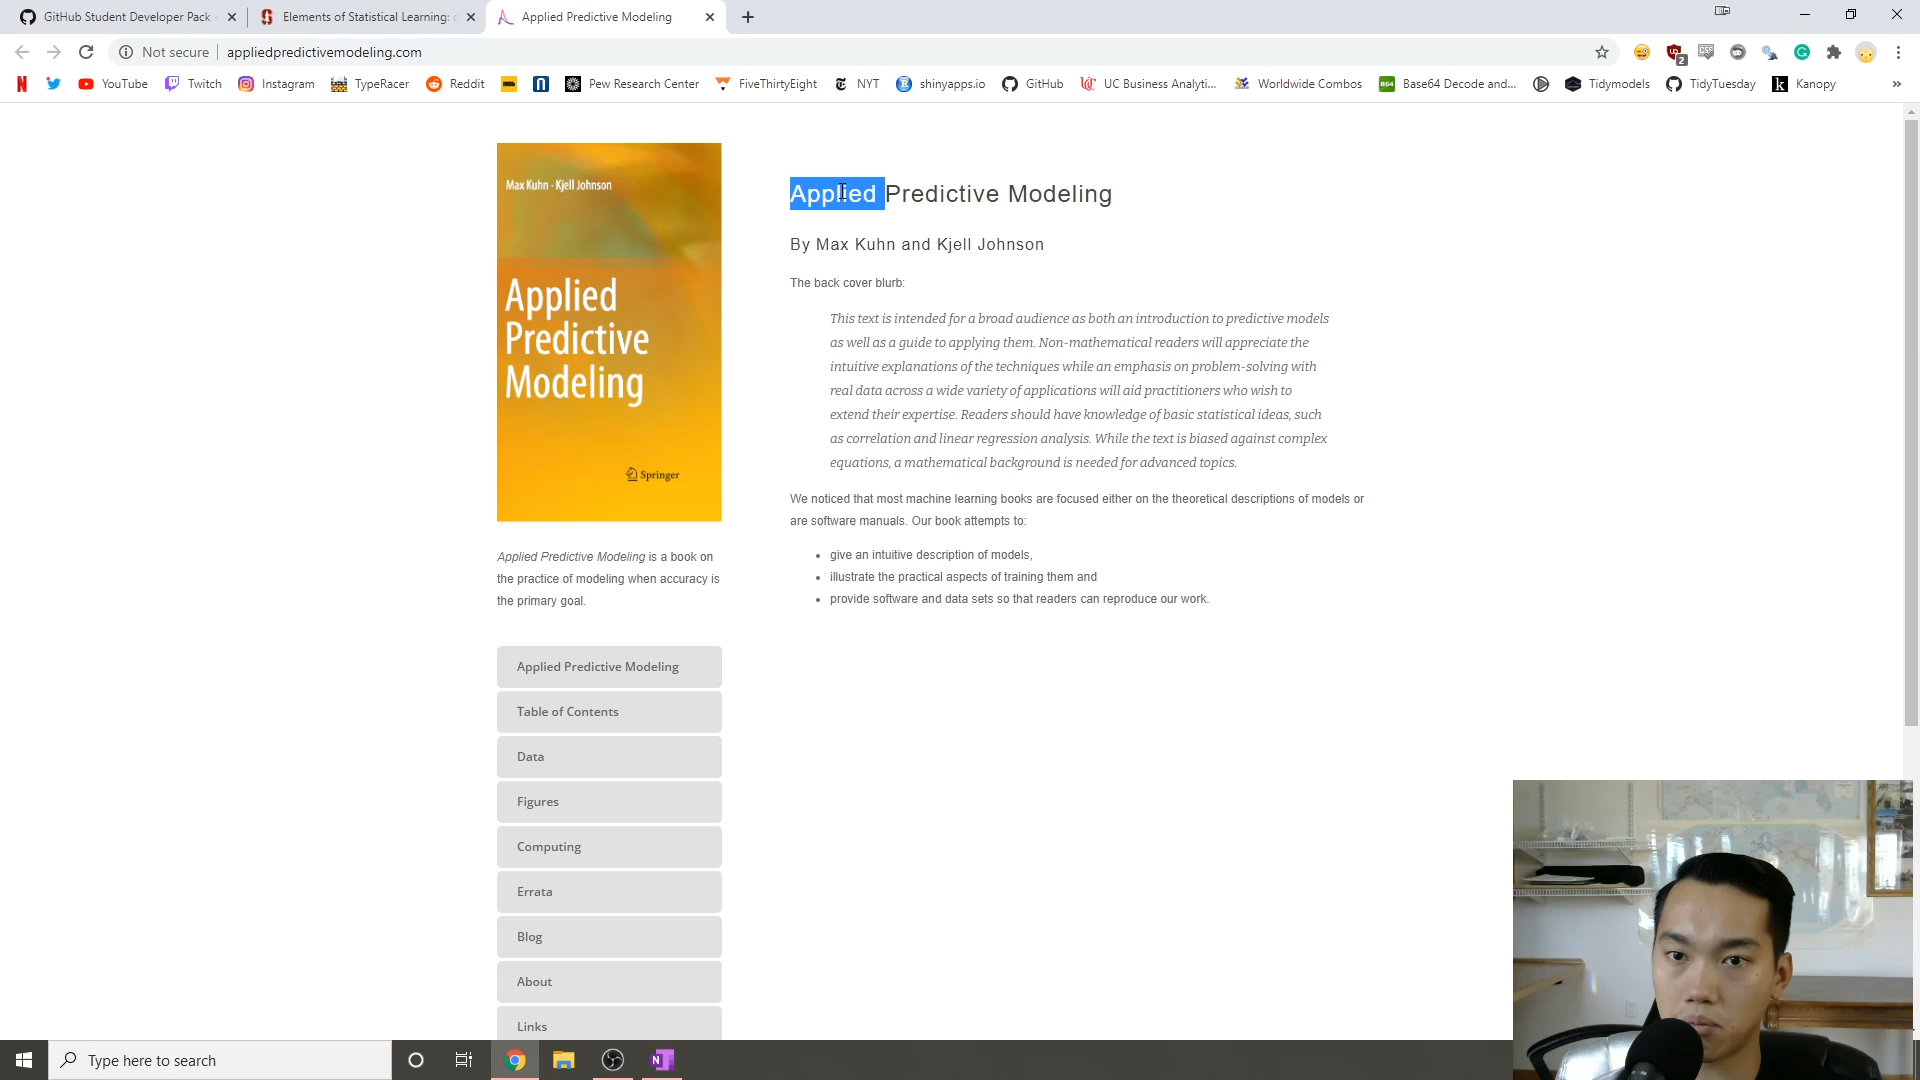 GitHub Student Developer Pack
Elements of Statistical Learning:
Applied Predictive Modeling
Not secure
appliedpredictivemodeling.com
2
YouTube
Twitch
Instagram
TypeRacer
Reddit
Pew Research Center
FiveThirtyEight
NYT
shinyapps.io
GitHub
UC Business Analyti...
Worldwide Combos
B64
Base64 Decode and...
Tidymodels
TidyTuesday
k
Kanopy
»
Max Kuhn · Kjell Johnson
Applied
Predictive
Modeling
Springer
Applied Predictive Modeling is a book on
the practice of modeling when accuracy is
the primary goal.
Applied Predictive Modeling
Table of Contents
Data
Figures
Computing
Errata
Blog
About
Links
Applied Predictive Modeling
By Max Kuhn and Kjell Johnson
The back cover blurb:
This text is intended for a broad audience as both an introduction to predictive models
as well as a guide to applying them. Non-mathematical readers will appreciate the
intuitive explanations of the techniques while an emphasis on problem-solving with
real data across a wide variety of applications will aid practitioners who wish to
extend their expertise. Readers should have knowledge of basic statistical ideas, such
as correlation and linear regression analysis. While the text is biased against complex
equations, a mathematical background is needed for advanced topics.
We noticed that most machine learning books are focused either on the theoretical descriptions of models or
are software manuals. Our book attempts to:
• give an intuitive description of models,
• illustrate the practical aspects of training them and
• provide software and data sets so that readers can reproduce our work.
Type here to search